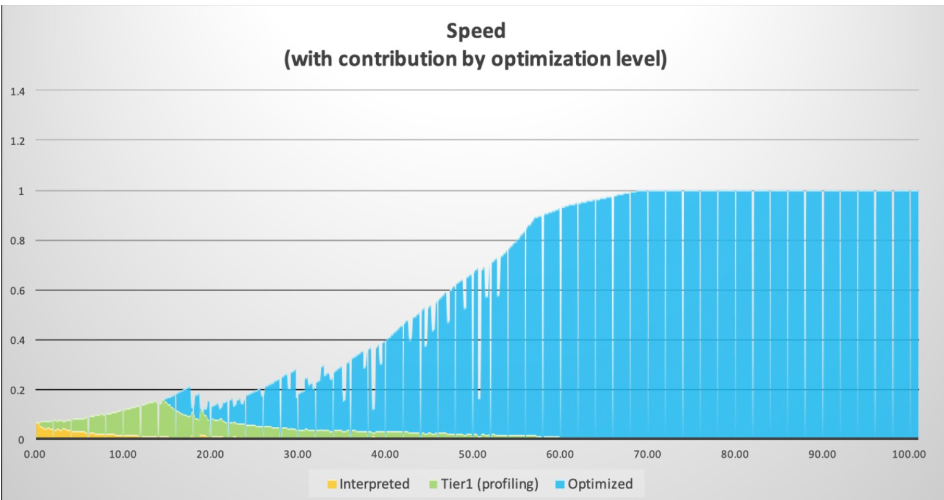 Speed
(with contribution by optimization level)
1.4
1.2
1
0.8
0.6
0.4
0.2
0
0.00 10.00 20.00 30.00 40.00 50.00 60.00 70.00 80.00 90.00 100.00
Interpreted Tier1 (profiling) Optimized